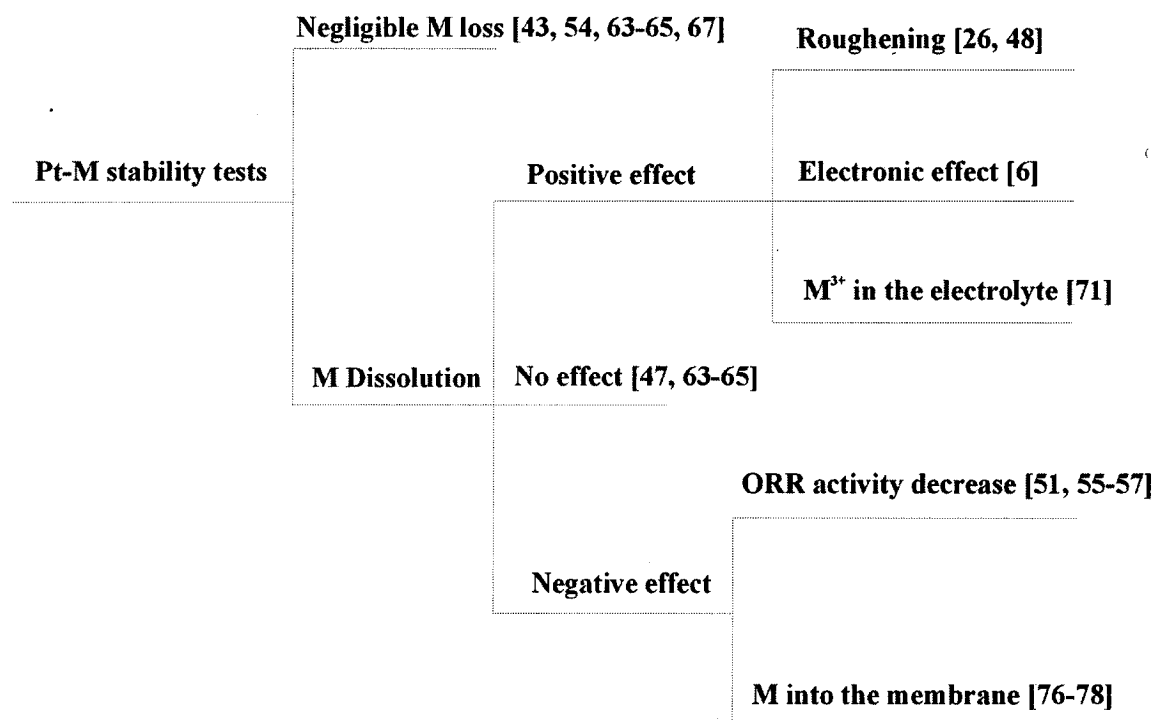 Negligible M loss [43, 54, 63-65, 67]
Roughening [26, 48]
Pt-M stability tests
Positive effect
Electronic effect [6]
M³⁺ in the electrolyte [71]
M Dissolution
No effect [47, 63-65]
ORR activity decrease [51, 55-57]
Negative effect
M into the membrane [76-78]